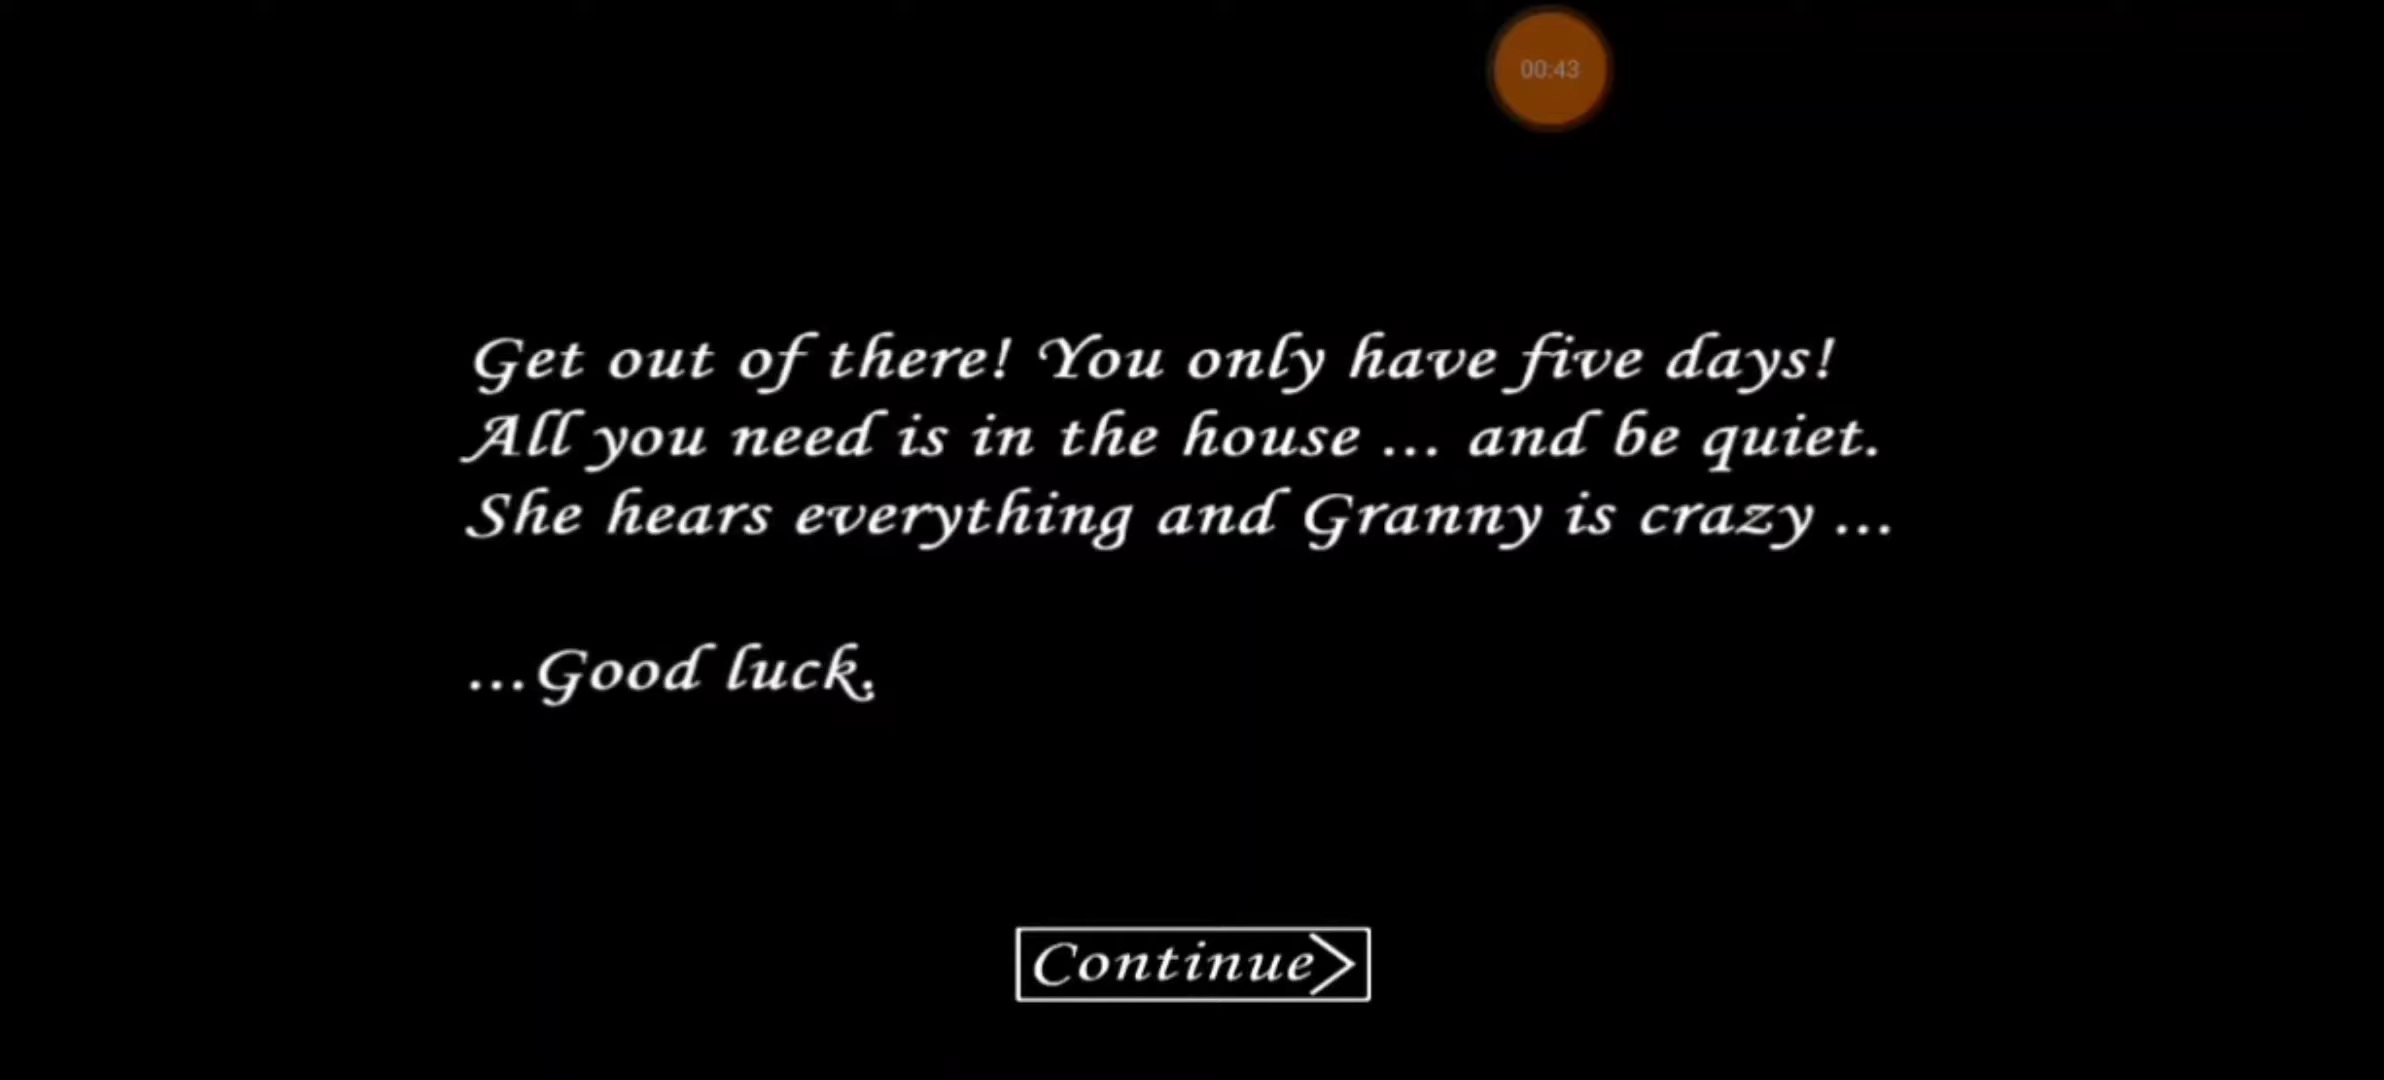 00:43
Get out of there! You only have five days!
All you need is in the house ... and be quiet.
She hears everything and Granny is crazy ...
...Good luck.
Continue>